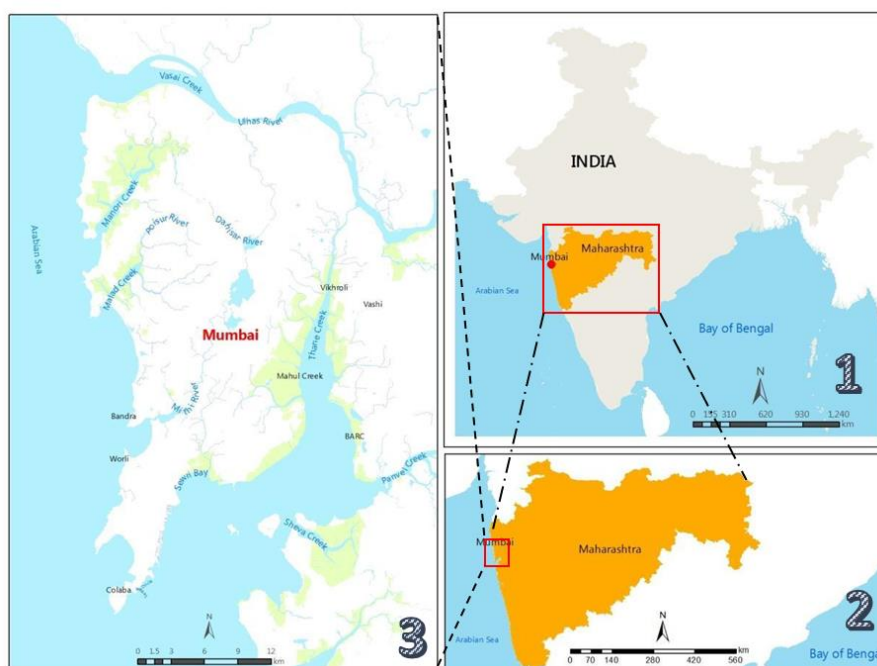 Vasai Creek
Ulhas River
Manori Creek
poisur River
Dahisar River
Arabian Sea
Malad Creek
Vikhroli
Vashi
Thane Creek
Mumbai
Mahul Creek
Mithi River
Bandra
BARC
Worli
Sewri Bay
Panvel Creek
Sheva Creek
Colaba
N
0 1.5 3 6 9 12
km
3
INDIA
Maharashtra
Mumbai
Arabian Sea
Bay of Bengal
N
1
0 155 310 620 930 1,240
km
Mumbai
Maharashtra
N
2
Arabian Sea
0 70 140 280 420 560
km
Bay of Bengal